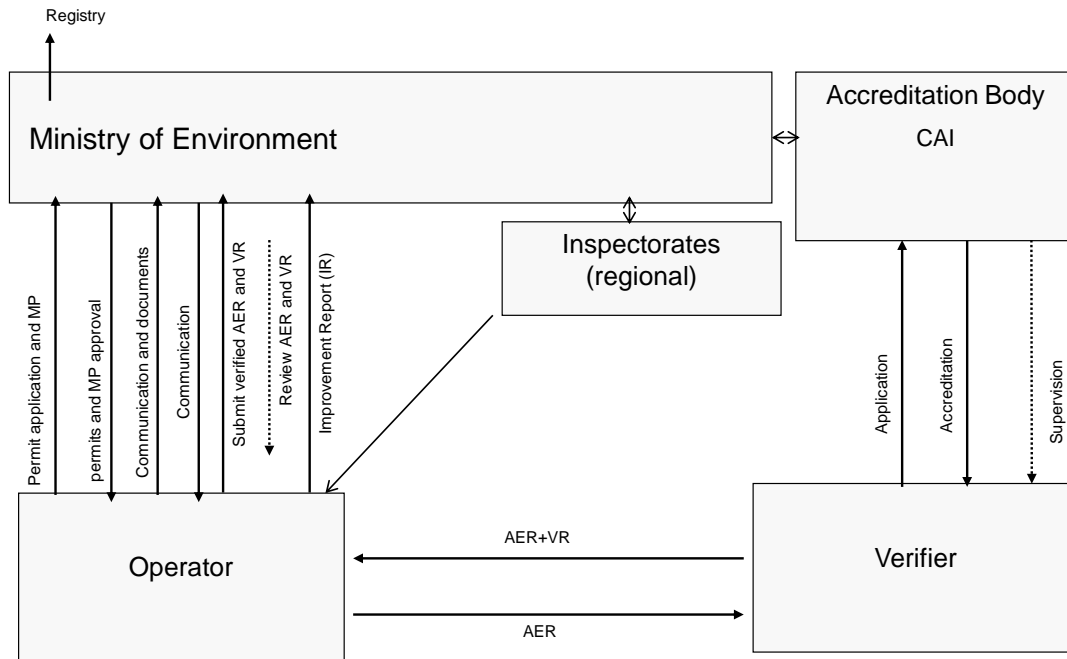 Registry
Ministry of Environment
Accreditation Body
CAI
Inspectorates
(regional)
Permit application and MP
permits and MP approval
Communication and documents
Communication
Submit verified AER and VR
Review AER and VR
Improvement Report (IR)
Application
Accreditation
Supervision
Operator
AER+VR
AER
Verifier